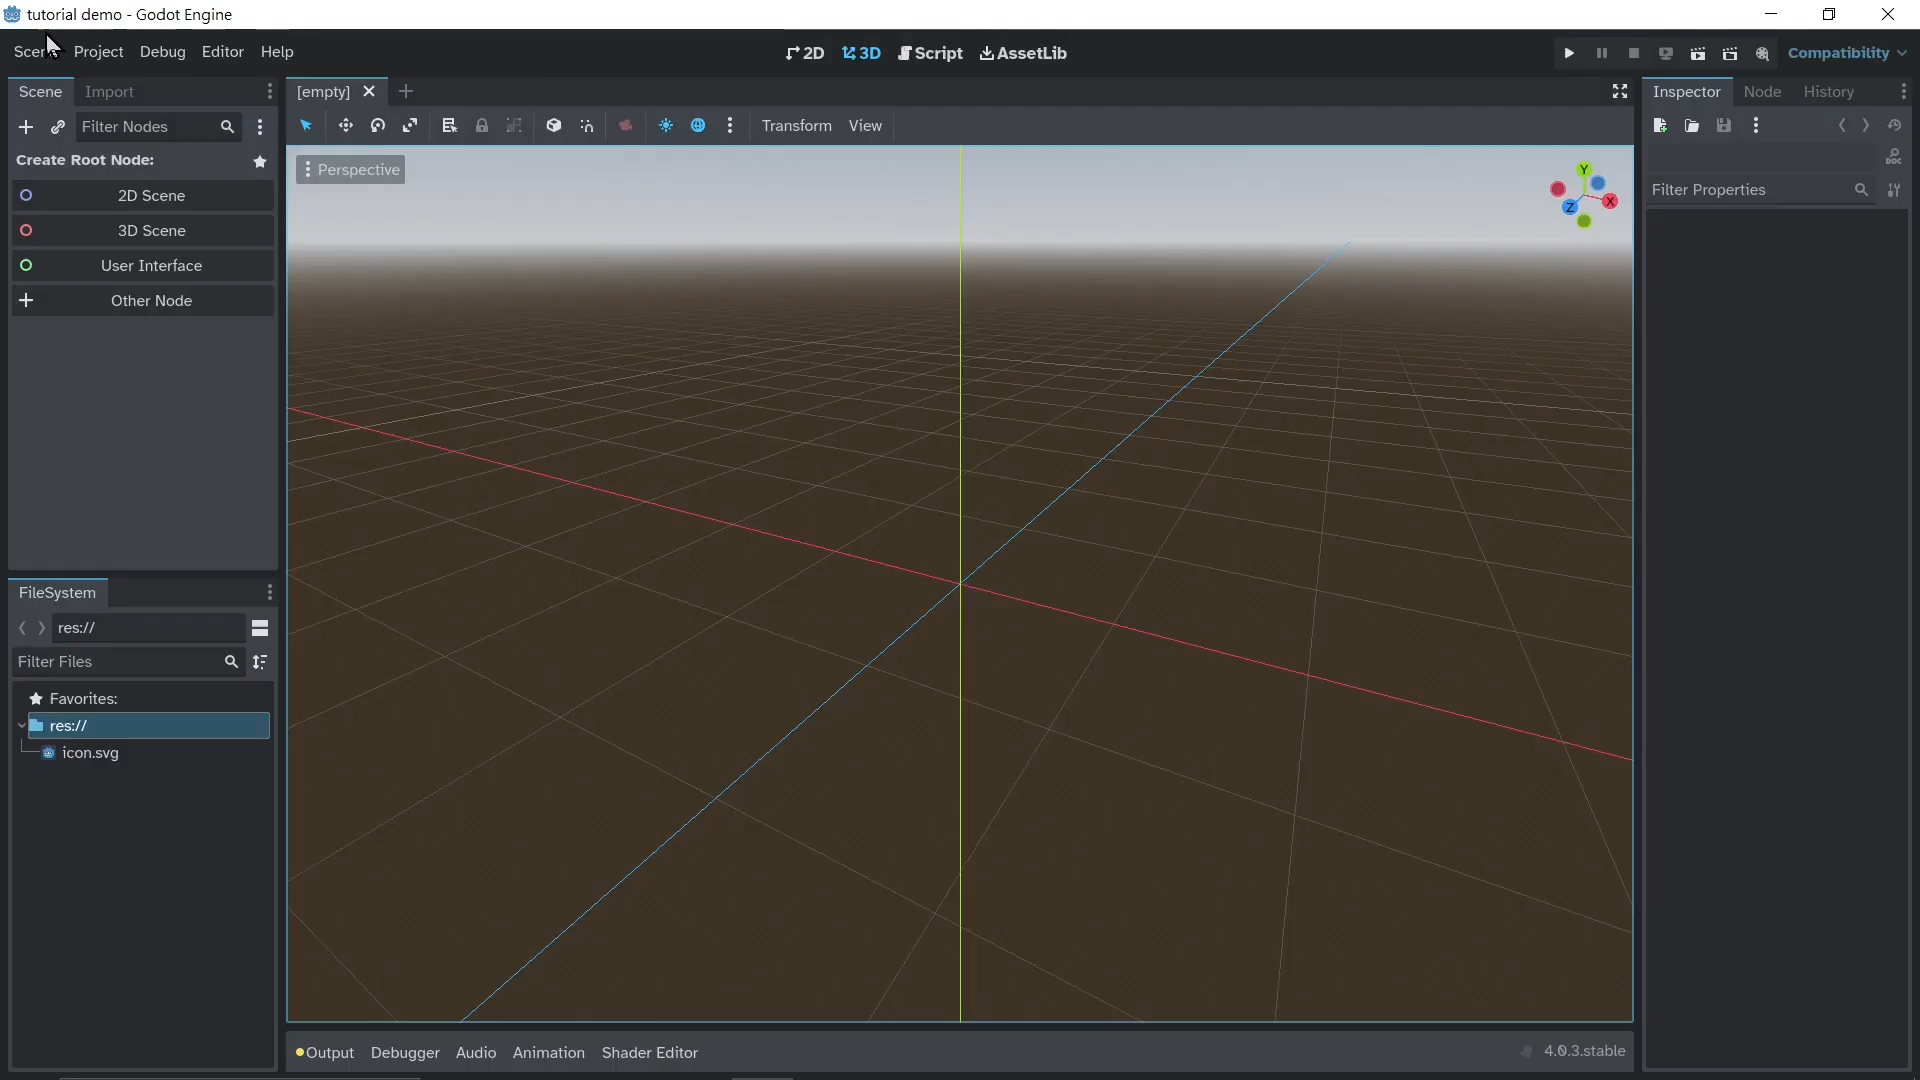 tutorial demo - Godot Engine
Scene Project Debug Editor Help
2D 3D Script AssetLib
Compatibility
Scene Import
[empty]
Inspector Node History
Filter Nodes
Transform View
Create Root Node:
Perspective
2D Scene
3D Scene
User Interface
Other Node
Y
X
Z
DOC
Filter Properties
FileSystem
res://
Filter Files
Favorites:
res://
icon.svg
Output Debugger Audio Animation Shader Editor
4.0.3.stable